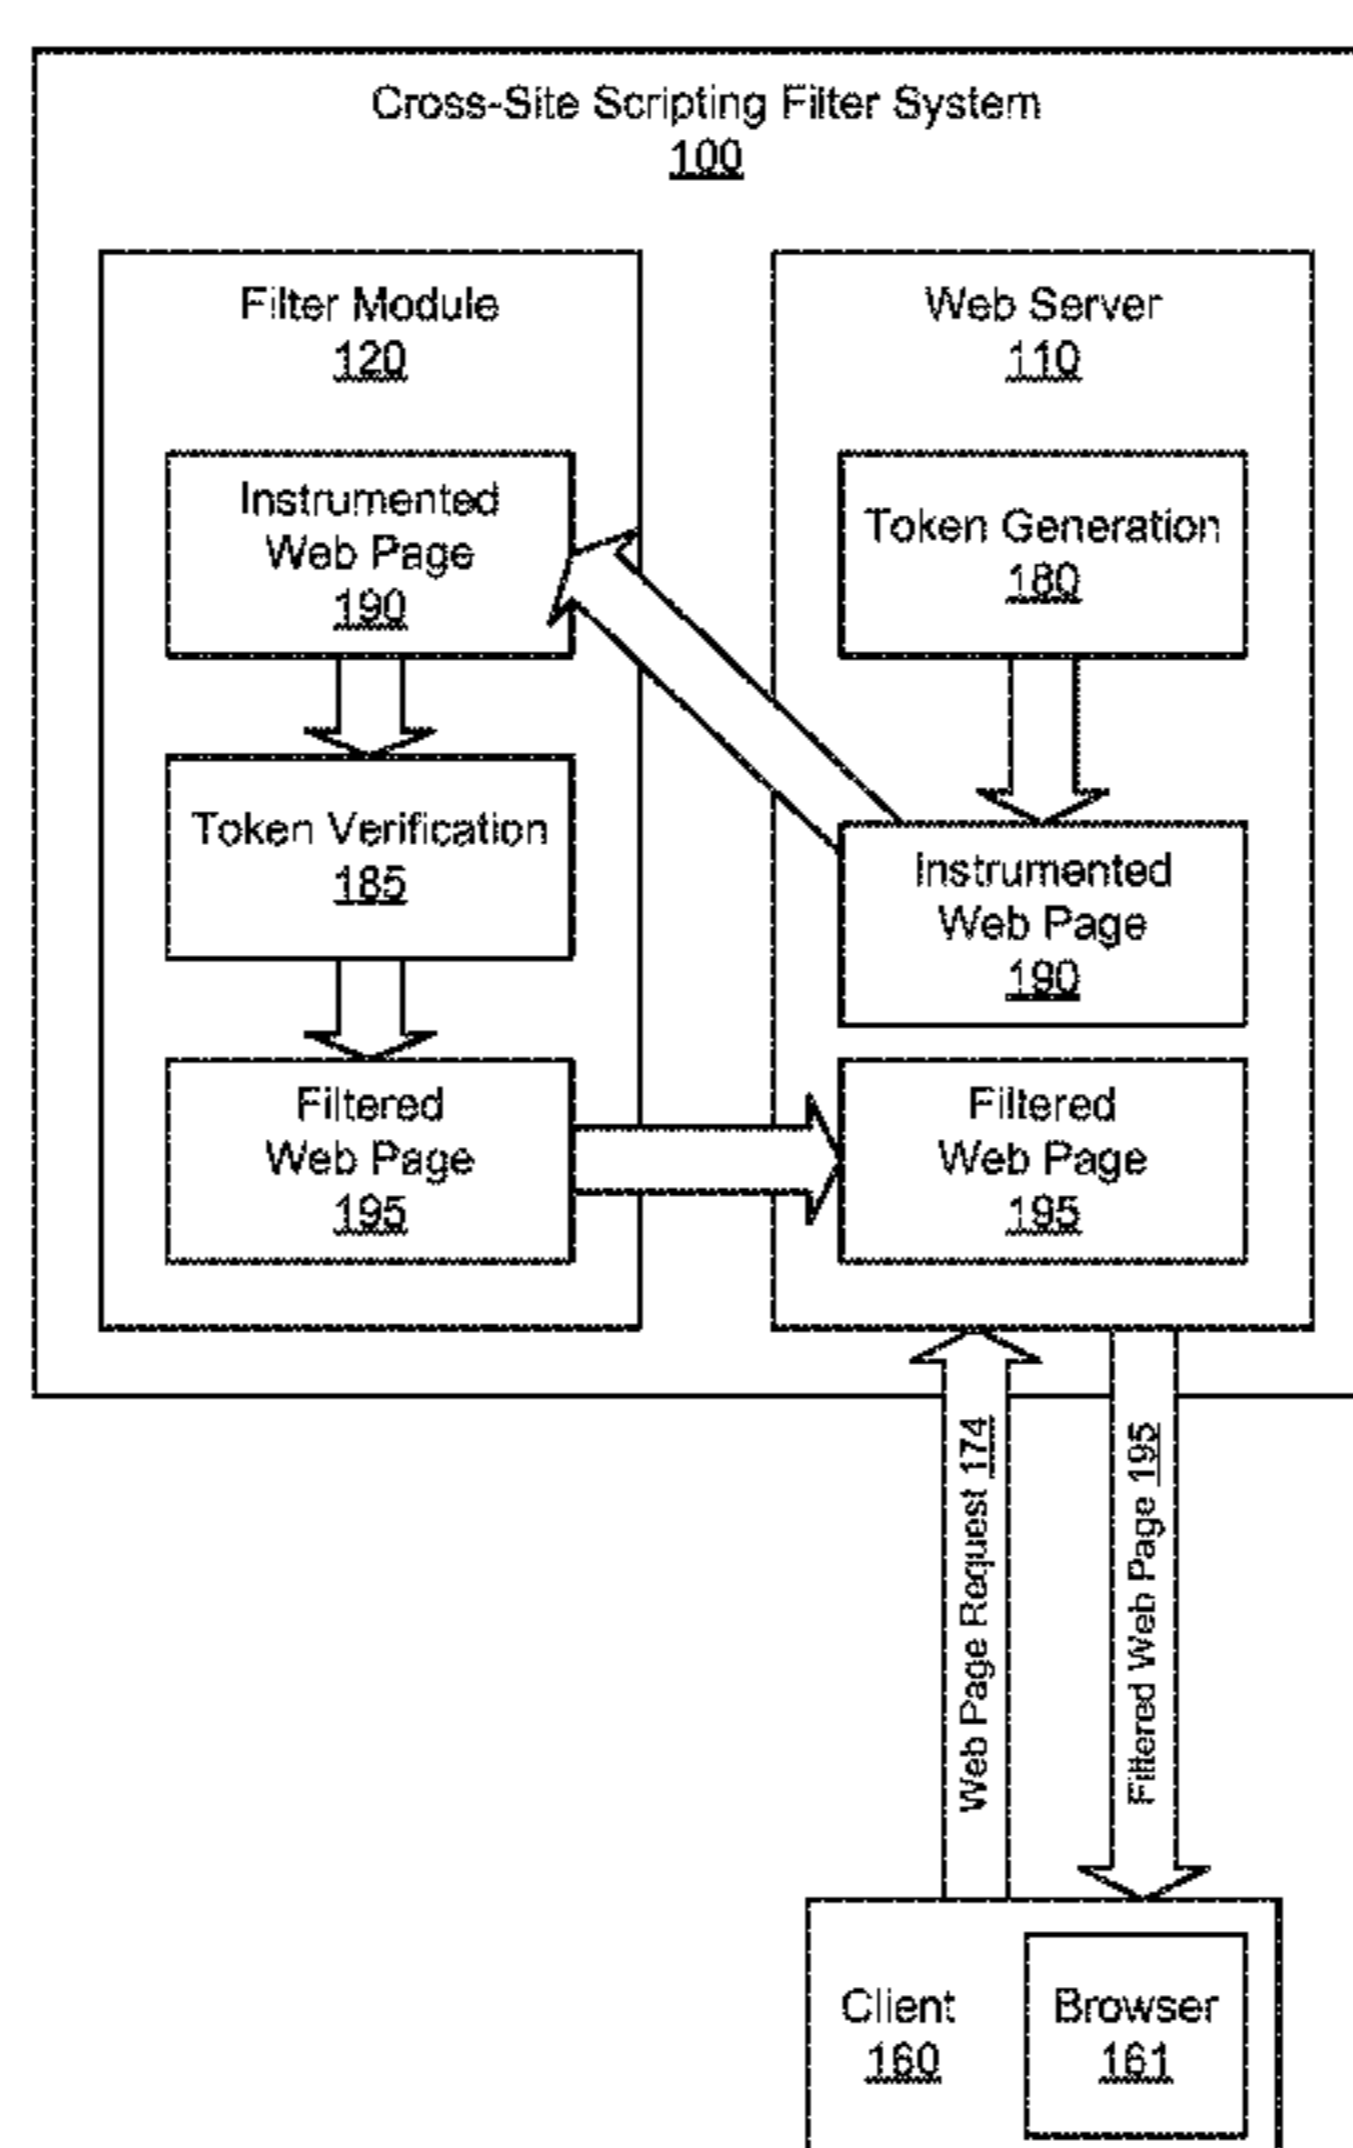 Cross-Site Scripting Filter System
100
Filter Module
120
Instrumented
Web Page
190
Token Verification
185
Filtered
Web Page
195
Web Server
110
Token Generation
180
Instrumented
Web Page
190
Filtered
Web Page
195
Web Page Request 174
Filtered Web Page 195
Client
160
Browser
161